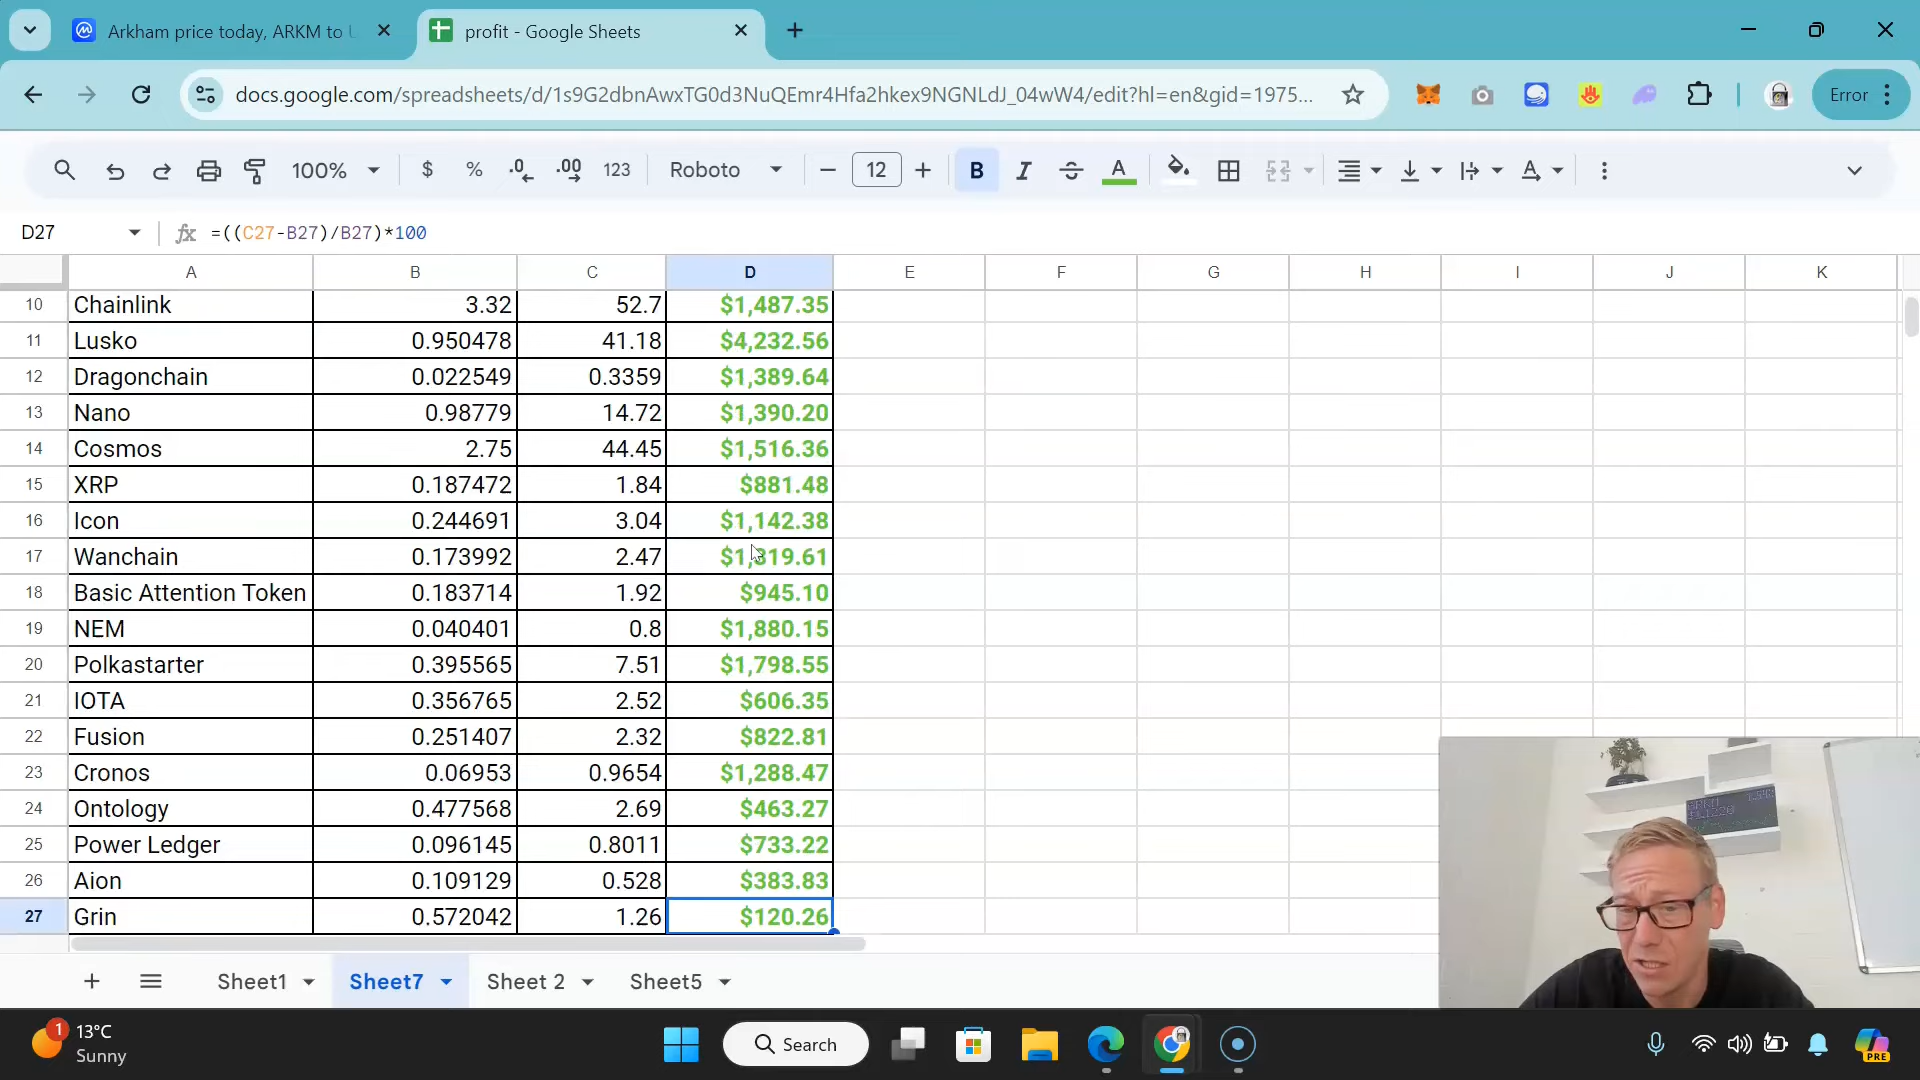 Arkham price today, ARKM to U
profit - Google Sheets
docs.google.com/spreadsheets/d/1s9G2dbnAwxTG0d3NuQEmr4Hfa2hkex9NGNLdJ_04wW4/edit?hl=en&gid=1975...
Error
100% $ % .0 .00 123 Roboto 12 B I A
D27 fx =((C27-B27)/B27)*100
A B C D E F G H I J K
10 Chainlink 3.32 52.7 $1,487.35
11 Lusko 0.950478 41.18 $4,232.56
12 Dragonchain 0.022549 0.3359 $1,389.64
13 Nano 0.98779 14.72 $1,390.20
14 Cosmos 2.75 44.45 $1,516.36
15 XRP 0.187472 1.84 $881.48
16 Icon 0.244691 3.04 $1,142.38
17 Wanchain 0.173992 2.47 $1,319.61
18 Basic Attention Token 0.183714 1.92 $945.10
19 NEM 0.040401 0.8 $1,880.15
20 Polkastarter 0.395565 7.51 $1,798.55
21 IOTA 0.356765 2.52 $606.35
22 Fusion 0.251407 2.32 $822.81
23 Cronos 0.06953 0.9654 $1,288.47
24 Ontology 0.477568 2.69 $463.27
25 Power Ledger 0.096145 0.8011 $733.22
26 Aion 0.109129 0.528 $383.83
27 Grin 0.572042 1.26 $120.26
Sheet1 Sheet7 Sheet 2 Sheet5
1 13°C
Sunny
Search
PRE